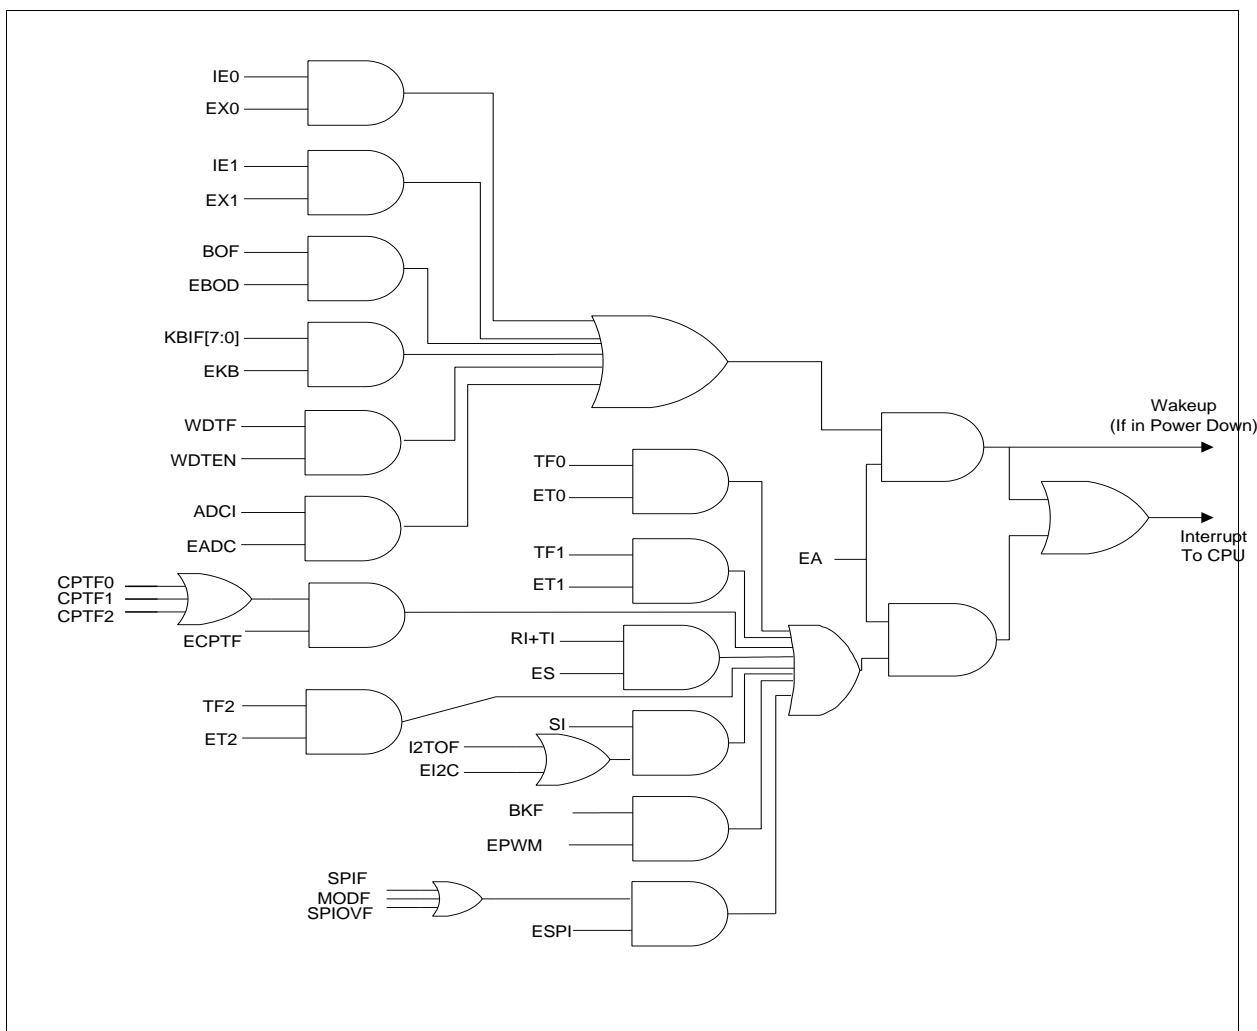 IE0
EX0
IE1
EX1
BOF
EBOD
KBIF[7:0]
EKB
WDTF
WDTEN
ADCI
EADC
CPTF0
CPTF1
CPTF2
ECPTF
TF2
ET2
TF0
ET0
TF1
ET1
RI+TI
ES
SI
I2TOF
EI2C
BKF
EPWM
SPIF
MODF
SPIOVF
ESPI
EA
Wakeup
(If in Power Down)
Interrupt
To CPU